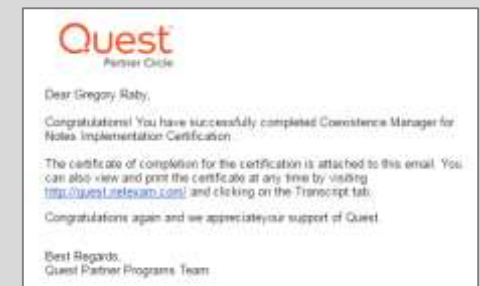 Quest
Partner Circle
Dear Gregory Raby,
Congratulations! You have successfully completed Coexistence Manager for
Notes Implementation Certification
The certificate of completion for the certification is attached to this email. You
can also view and print the certificate at any time by visiting
http://quest.netexam.com/ and clicking on the Transcript tab.
Congratulations again and we appreciateyour support of Quest.
Best Regards,
Quest Partner Programs Team